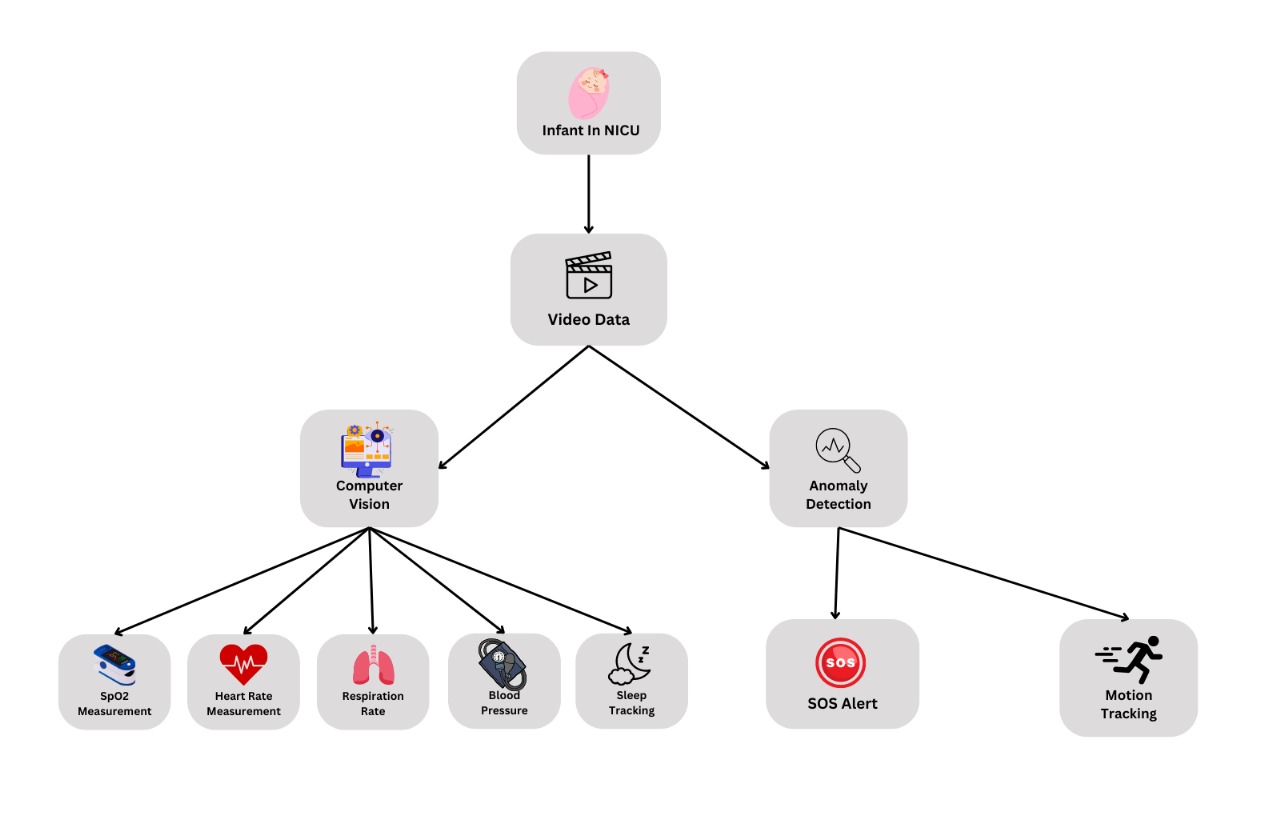 Infant In NICU
Video Data
Computer
Vision
Anomaly
Detection
SpO2
Measurement
Heart Rate
Measurement
Respiration
Rate
Blood
Pressure
z
z
Sleep
Tracking
SOS
SOS Alert
Motion
Tracking